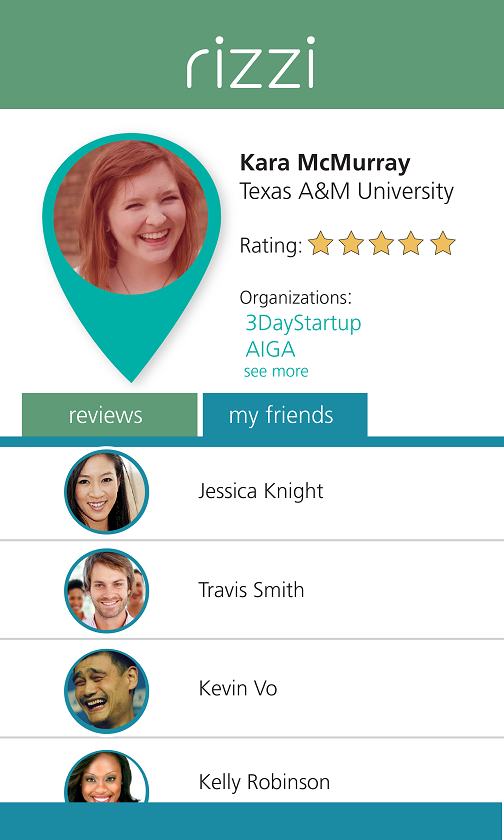 rizzi
Kara McMurray
Texas A&M University
Rating:
Organizations:
3DayStartup
AIGA
see more
reviews
my friends
Jessica Knight
Travis Smith
Kevin Vo
Kelly Robinson